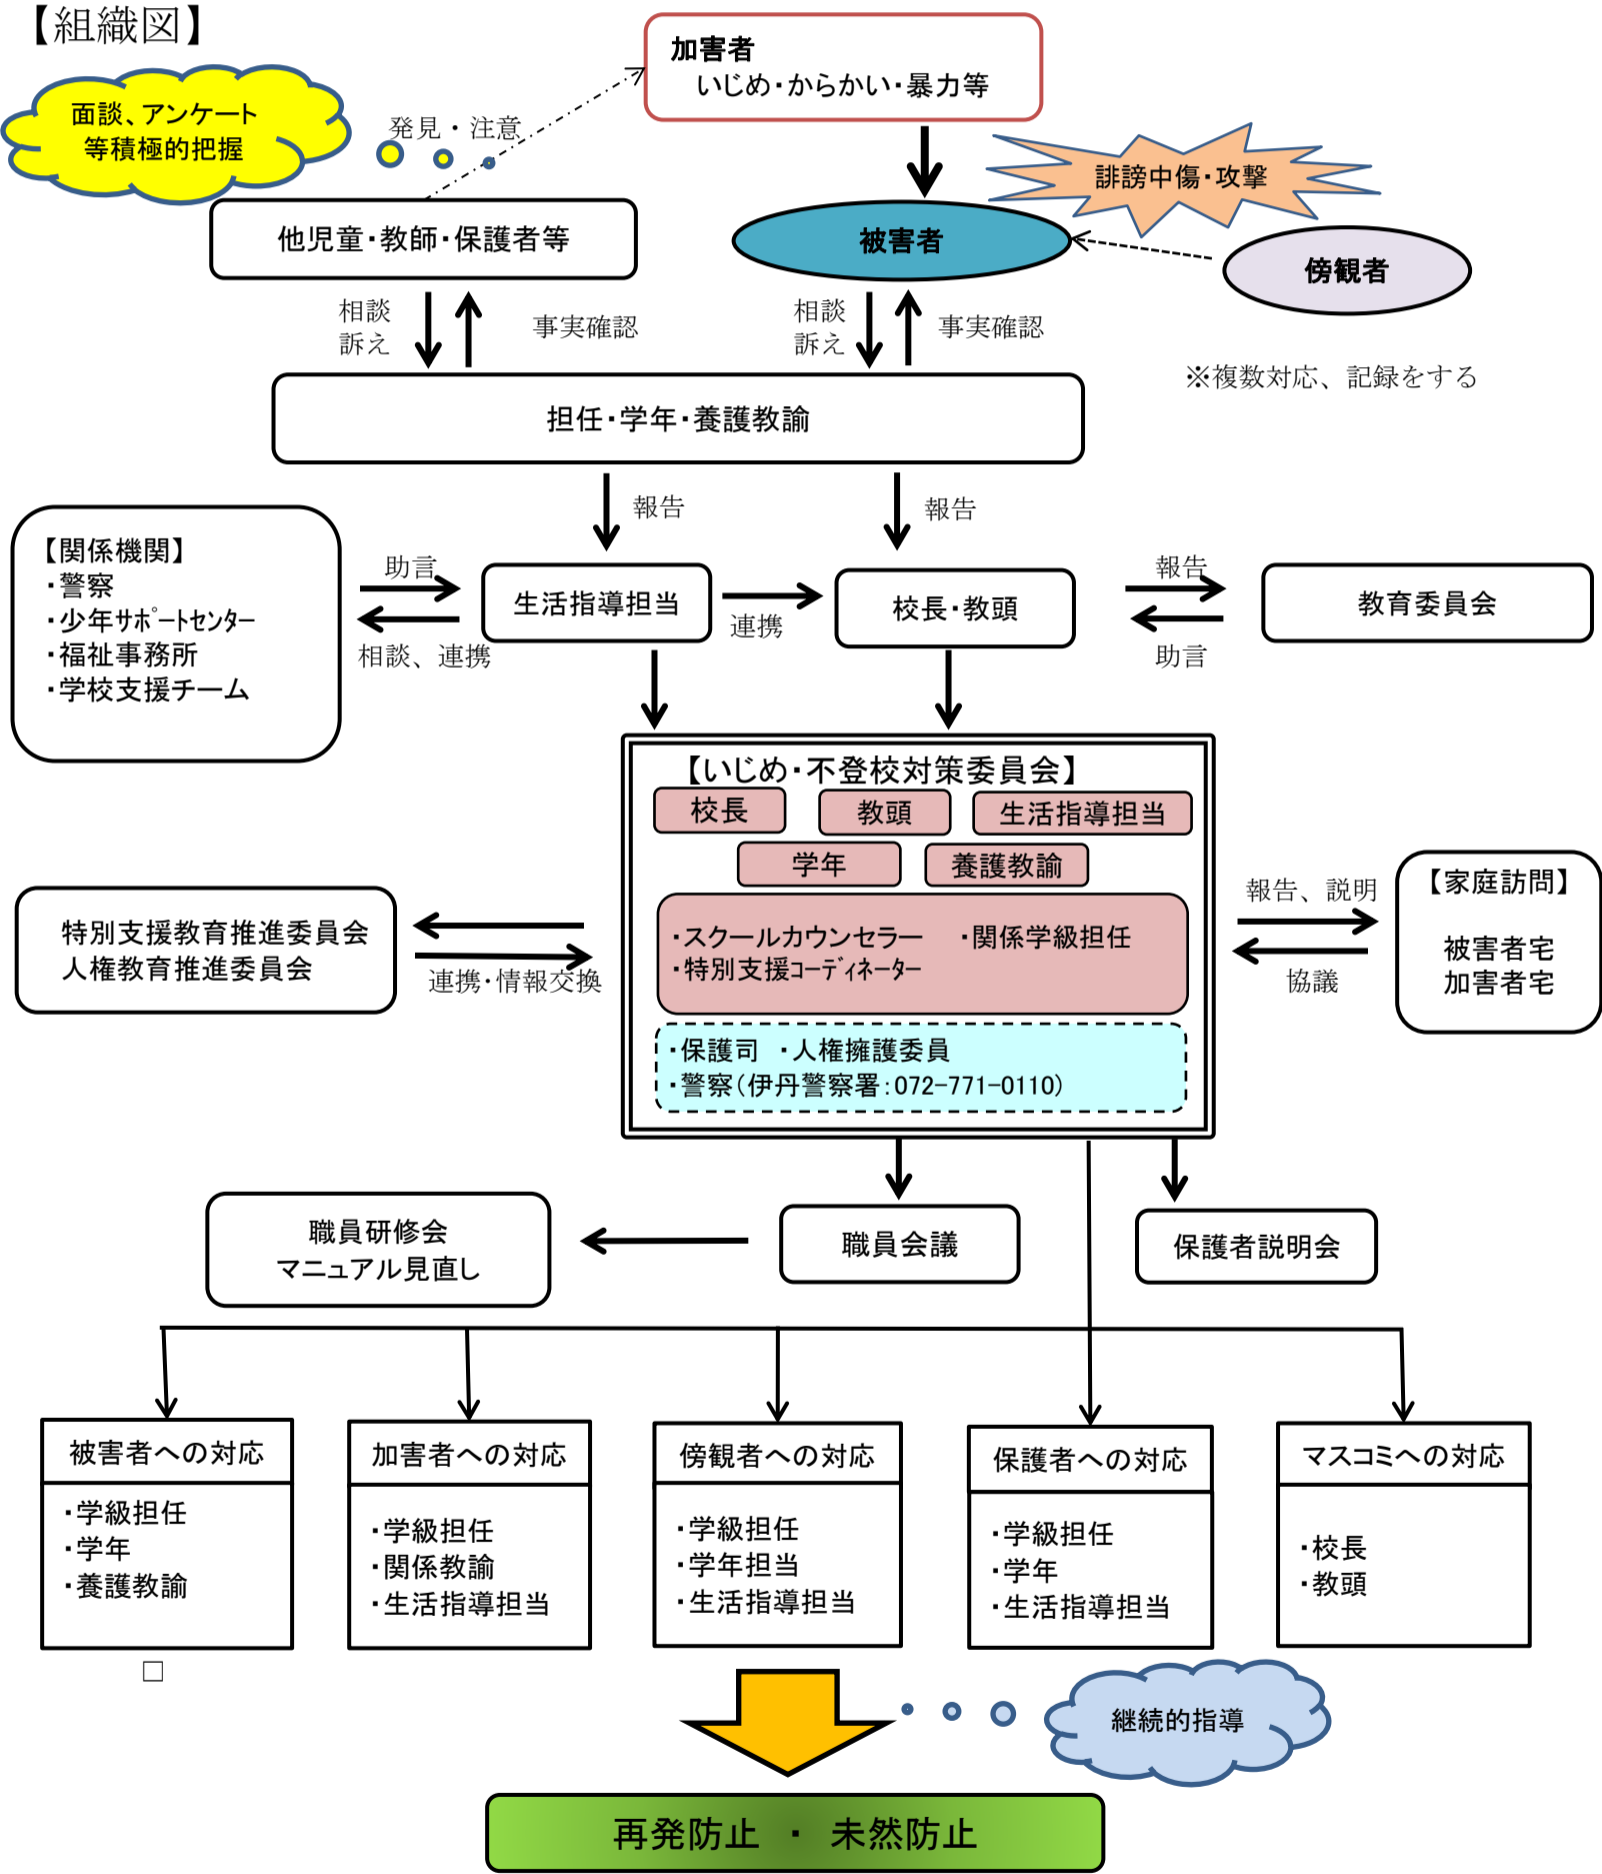 【組織図】
加害者
いじめ・からかい・暴力等
面談、アンケート
等積極的把握
発見・注意
誹謗中傷・攻撃
他児童・教師・保護者等
被害者
傍観者
相談
訴え
事実確認
相談
訴え
事実確認
※複数対応、記録をする
担任・学年・養護教諭
報告
報告
【関係機関】
・警察
・少年ｻﾎﾟｰﾄｾﾝﾀｰ
・福祉事務所
・学校支援チーム
助言
相談、連携
生活指導担当
連携
校長・教頭
報告
助言
教育委員会
【いじめ・不登校対策委員会】
校長
教頭
生活指導担当
学年
養護教諭
・スクールカウンセラー ・関係学級担任
・特別支援ｺｰﾃﾞｨﾈｰﾀｰ
・保護司 ・人権擁護委員
・警察（伊丹警察署：072-771-0110）
特別支援教育推進委員会
人権教育推進委員会
連携・情報交換
報告、説明
協議
【家庭訪問】
被害者宅
加害者宅
職員研修会
マニュアル見直し
職員会議
保護者説明会
被害者への対応
・学級担任
・学年
・養護教諭
加害者への対応
・学級担任
・関係教諭
・生活指導担当
傍観者への対応
・学級担任
・学年担当
・生活指導担当
保護者への対応
・学級担任
・学年
・生活指導担当
マスコミへの対応
・校長
・教頭
□
継続的指導
再発防止 ・ 未然防止